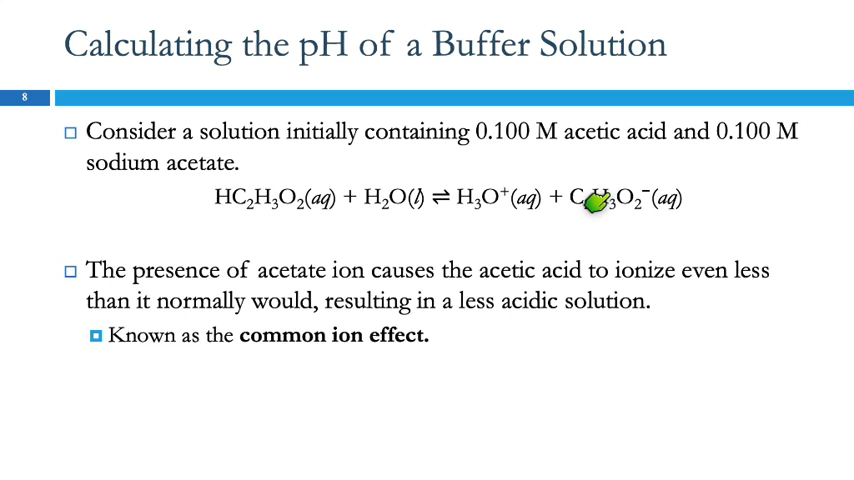 Calculating the pH of a Buffer Solution
8
Consider a solution initially containing 0.100 M acetic acid and 0.100 M
sodium acetate.
HC₂H₃O₂(aq) + H₂O(l) ⇌ H₃O⁺(aq) + C₂H₃O₂⁻(aq)
The presence of acetate ion causes the acetic acid to ionize even less
than it normally would, resulting in a less acidic solution.
Known as the common ion effect.